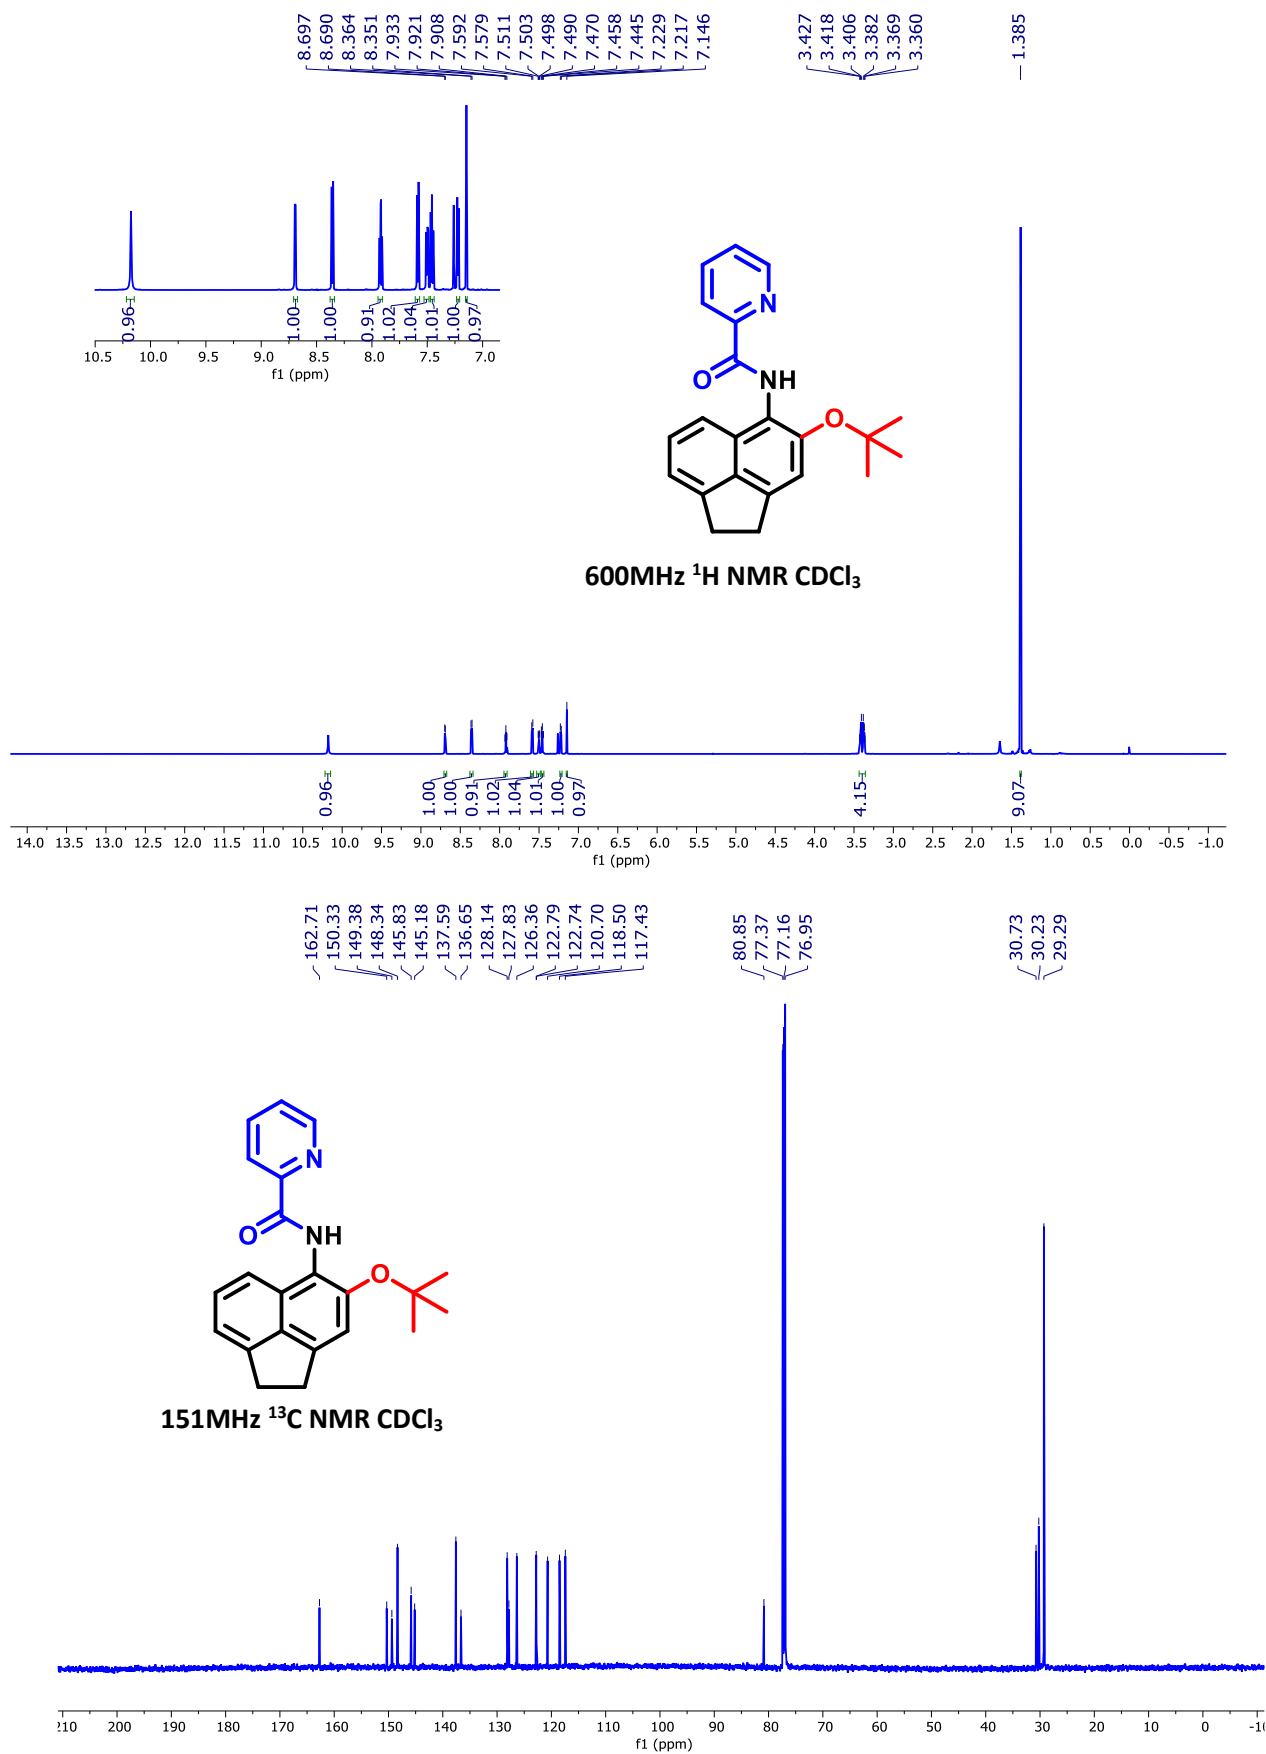 8.697 8.690 8.364 8.351 7.933 7.921 7.908 7.592 7.579 7.511 7.503 7.498 7.490 7.470 7.458 7.445 7.229 7.217 7.146 3.427 3.418 3.406 3.382 3.369 3.360 1.385
0.96 1.00 1.00 0.91 1.02 1.04 1.01 1.00 0.97
10.5 10.0 9.5 9.0 8.5 8.0 7.5 7.0
f1 (ppm)
N
O NH
O
600MHz ¹H NMR CDCl₃
0.96 1.00 1.00 0.91 1.02 1.04 1.01 1.00 0.97 4.15 9.07
14.0 13.5 12.5 11.5 10.5 9.5 9.0 8.5 8.0 7.5 7.0 6.5 6.0 5.5 5.0 4.5 4.0 3.5 3.0 2.5 2.0 1.5 1.0 0.5 0.0 -0.5 -1.0
f1 (ppm)
162.71 150.33 149.38 148.34 145.83 145.18 137.59 136.65 128.14 127.83 126.36 122.79 122.74 120.70 118.50 117.43 80.85 77.37 77.16 76.95 30.73 30.23 29.29
N
O NH
O
151MHz ¹³C NMR CDCl₃
210 200 190 180 170 160 150 140 130 120 110 100 90 80 70 60 50 40 30 20 10 0 -10
f1 (ppm)